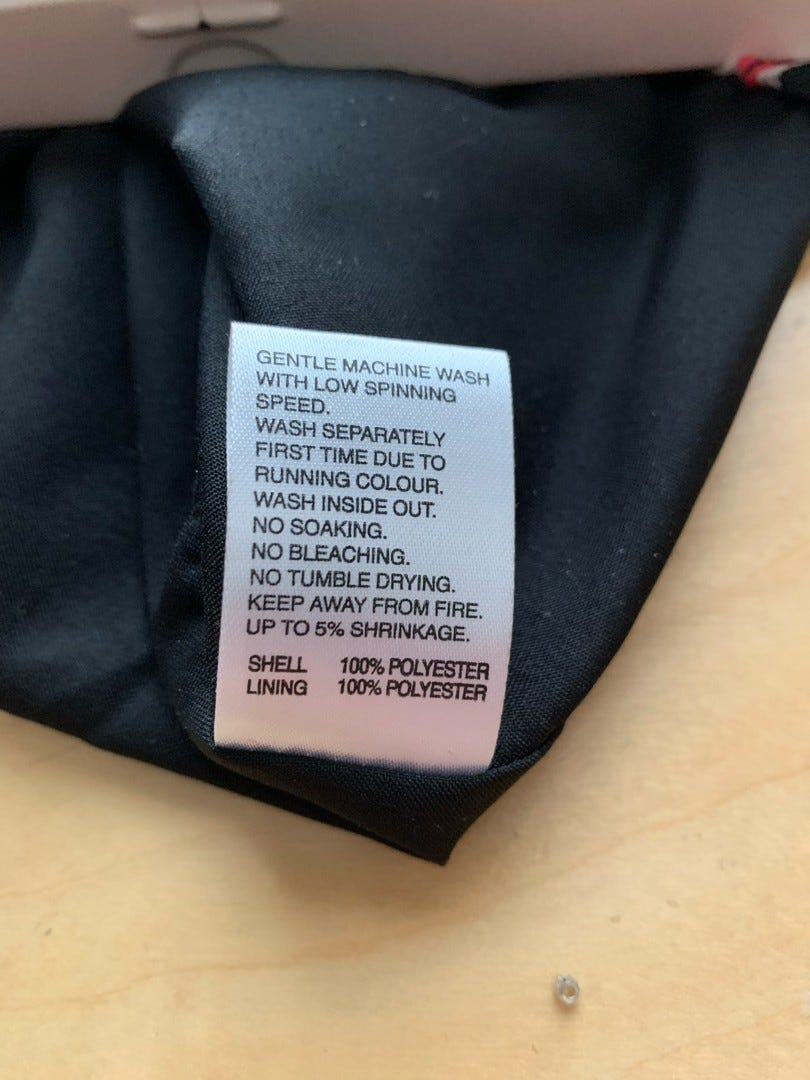 GENTLE MACHINE WASH
WITH LOW SPINNING
SPEED.
WASH SEPARATELY
FIRST TIME DUE TO
RUNNING COLOUR.
WASH INSIDE OUT.
NO SOAKING.
NO BLEACHING.
NO TUMBLE DRYING.
KEEP AWAY FROM FIRE.
UP TO 5% SHRINKAGE.
SHELL 100% POLYESTER
LINING 100% POLYESTER